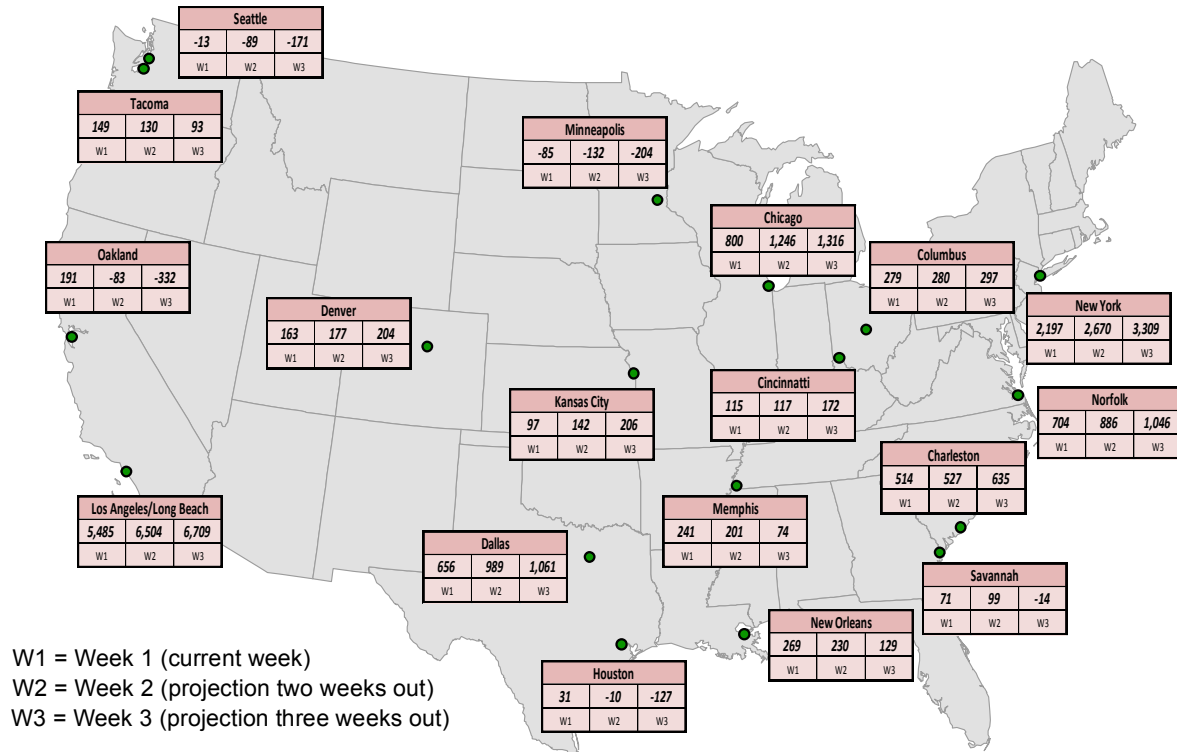 Seattle
-13 -89 -171
W1 W2 W3
Tacoma
149 130 93
W1 W2 W3
Minneapolis
-85 -132 -204
W1 W2 W3
Chicago
800 1,246 1,316
W1 W2 W3
Oakland
191 -83 -332
W1 W2 W3
Columbus
279 280 297
W1 W2 W3
New York
2,197 2,670 3,309
W1 W2 W3
Denver
163 177 204
W1 W2 W3
Cincinnatti
115 117 172
W1 W2 W3
Kansas City
97 142 206
W1 W2 W3
Norfolk
704 886 1,046
W1 W2 W3
Charleston
514 527 635
W1 W2 W3
Los Angeles/Long Beach
5,485 6,504 6,709
W1 W2 W3
Memphis
241 201 74
W1 W2 W3
Dallas
656 989 1,061
W1 W2 W3
Savannah
71 99 -14
W1 W2 W3
New Orleans
269 230 129
W1 W2 W3
Houston
31 -10 -127
W1 W2 W3
W1 = Week 1 (current week)
W2 = Week 2 (projection two weeks out)
W3 = Week 3 (projection three weeks out)